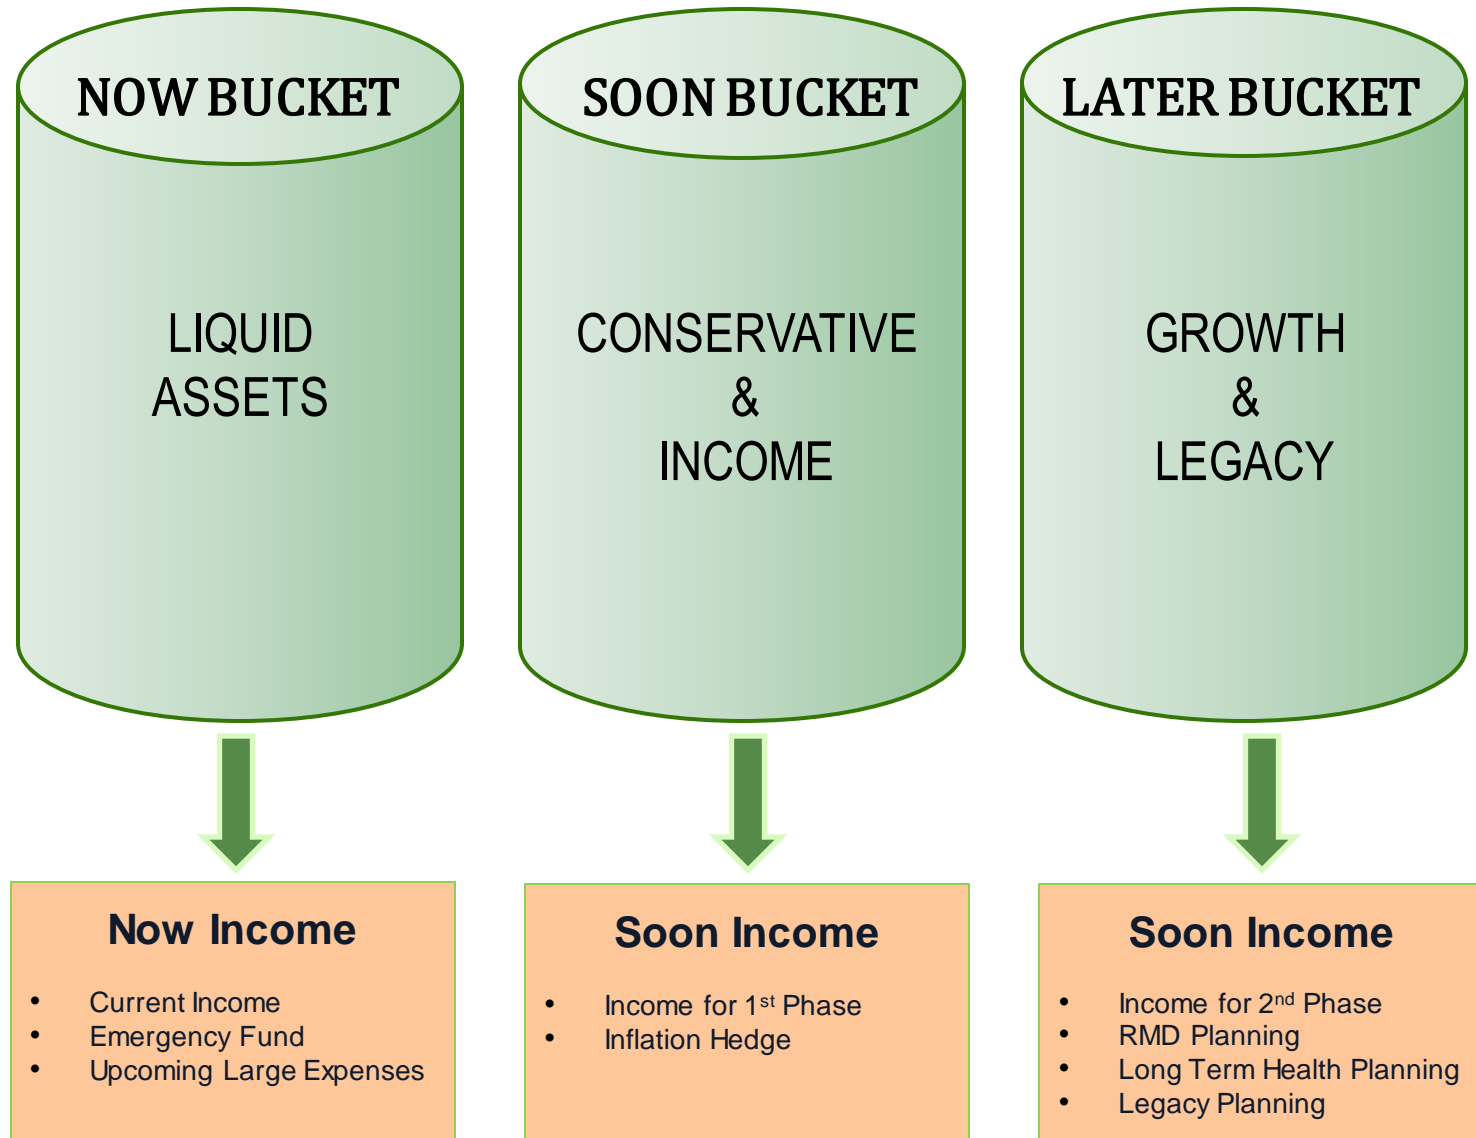 NOW BUCKET
LIQUID
ASSETS
Now Income
• Current Income
• Emergency Fund
• Upcoming Large Expenses
SOON BUCKET
CONSERVATIVE
&
INCOME
Soon Income
• Income for 1st Phase
• Inflation Hedge
LATER BUCKET
GROWTH
&
LEGACY
Soon Income
• Income for 2nd Phase
• RMD Planning
• Long Term Health Planning
• Legacy Planning